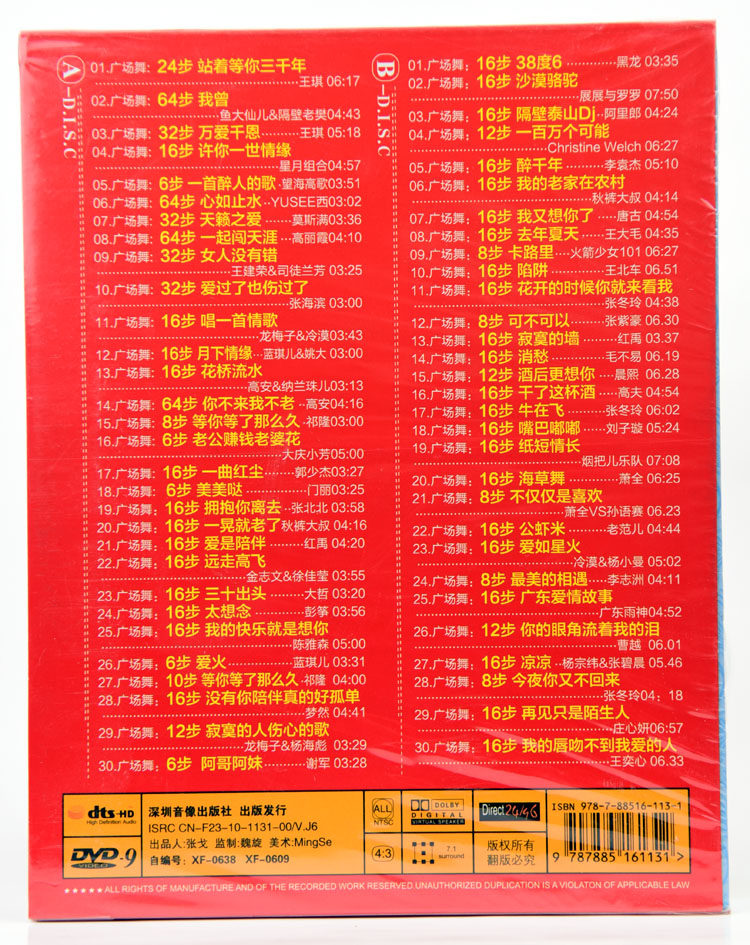 A-D.I.S.C
01.广场舞: 24步 站着等你三千年
王琪 06:17
02.广场舞: 64步 我曾
鱼大仙儿&隔壁老樊04:43
03.广场舞: 32步 万爱千恩 王琪 05:18
04.广场舞: 16步 许你一世情缘
星月组合04:57
05.广场舞: 6步 一首醉人的歌 望海高歌03:51
06.广场舞: 64步 心如止水 YUSEE西03:02
07.广场舞: 32步 天籁之爱 莫斯满03:36
08.广场舞: 64步 一起闯天涯 高丽霞04:10
09.广场舞: 32步 女人没有错
王建荣&司徒兰芳 03:25
10.广场舞: 32步 爱过了也伤过了
张海滨 03:00
11.广场舞: 16步 唱一首情歌
龙梅子&冷漠03:43
12.广场舞: 16步 月下情缘 蓝琪儿&姚大 03:00
13.广场舞: 16步 花桥流水
高安&纳兰珠儿03:13
14.广场舞: 64步 你不来我不老 高安04:16
15.广场舞: 8步 等你等了那么久 祁隆 03:00
16.广场舞: 6步 老公赚钱老婆花
大庆小芳05:00
17.广场舞: 16步 一曲红尘 郭少杰03:27
18.广场舞: 6步 美美哒 门丽03:25
19.广场舞: 16步 拥抱你离去 张北北 03:58
20.广场舞: 16步 一晃就老了 秋裤大叔 04:16
21.广场舞: 16步 爱是陪伴 红禹 04:20
22.广场舞: 16步 远走高飞
金志文&徐佳莹 03:55
23.广场舞: 16步 三十出头 大哲 03:20
24.广场舞: 16步 太想念 彭筝 03:56
25.广场舞: 16步 我的快乐就是想你
陈雅森 05:00
26.广场舞: 6步 爱火 蓝琪儿 03:31
27.广场舞: 10步 等你等了那么久 祁隆 04:00
28.广场舞: 16步 没有你陪伴真的好孤单
梦然 04:41
29.广场舞: 12步 寂寞的人伤心的歌
龙梅子&杨海彪 03:29
30.广场舞: 6步 阿哥阿妹 谢军 03:28
B-D.I.S.C
01.广场舞: 16步 38度6 黑龙 03:35
02.广场舞: 16步 沙漠骆驼
展展与罗罗 07:50
03.广场舞: 16步 隔壁泰山Dj 阿里郎 04:24
04.广场舞: 12步 一百万个可能
Christine Welch 06:27
05.广场舞: 16步 醉千年 李袁杰 05:10
06.广场舞: 16步 我的老家在农村
秋裤大叔 04:14
07.广场舞: 16步 我又想你了 唐古 04:54
08.广场舞: 16步 去年夏天 王大毛 04:35
09.广场舞: 8步 卡路里 火箭少女101 06:27
10.广场舞: 16步 陷阱 王北车 06.51
11.广场舞: 16步 花开的时候你就来看我
张冬玲 04:38
12.广场舞: 8步 可不可以 张紫豪 06.30
13.广场舞: 16步 寂寞的墙 红禹 03.37
14.广场舞: 16步 消愁 毛不易 06.19
15.广场舞: 12步 酒后更想你 晨熙 06.28
16.广场舞: 16步 干了这杯酒 高夫 04:54
17.广场舞: 16步 牛在飞 张冬玲 06:02
18.广场舞: 16步 嘴巴嘟嘟 刘子璇 05:24
19.广场舞: 16步 纸短情长
烟把儿乐队 07:08
20.广场舞: 16步 海草舞 萧全 06:25
21.广场舞: 8步 不仅仅是喜欢
萧全VS孙语赛 06.23
22.广场舞: 16步 公虾米 老范儿 04:44
23.广场舞: 16步 爱如星火
冷漠&杨小曼 05:02
24.广场舞: 8步 最美的相遇 李志洲 04:11
25.广场舞: 16步 广东爱情故事
广东雨神04:52
26.广场舞: 12步 你的眼角流着我的泪
曹越 06.01
27.广场舞: 16步 凉凉 杨宗纬&张碧晨 05.46
28.广场舞: 8步 今夜你又不回来
张冬玲04:18
29.广场舞: 16步 再见只是陌生人
庄心妍06:57
30.广场舞: 16步 我的唇吻不到我爱的人
王奕心 06.33
dts-HD
High Definition Audio
DVD-9
VIDEO
深圳音像出版社 出版发行
ISRC CN-F23-10-1131-00/V.J6
出品人:张戈 监制:魏旋 美术:MingSe
自编号: XF-0638 XF-0609
ALL
NTSC
4:3
DOLBY
DIGITAL
VIRTUAL SPEAKER
7.1
surround
Direct 24/96
版权所有
翻版必究
ISBN 978-7-88516-113-1
9 787885 161131 >
★★★★★ALL RIGHTS OF MANUFACTURE AND OF THE RECORDED WORK RESERVED.UNAUTHORIZED DUPLICATION IS A VIOLATON OF APPLICABLE LAW